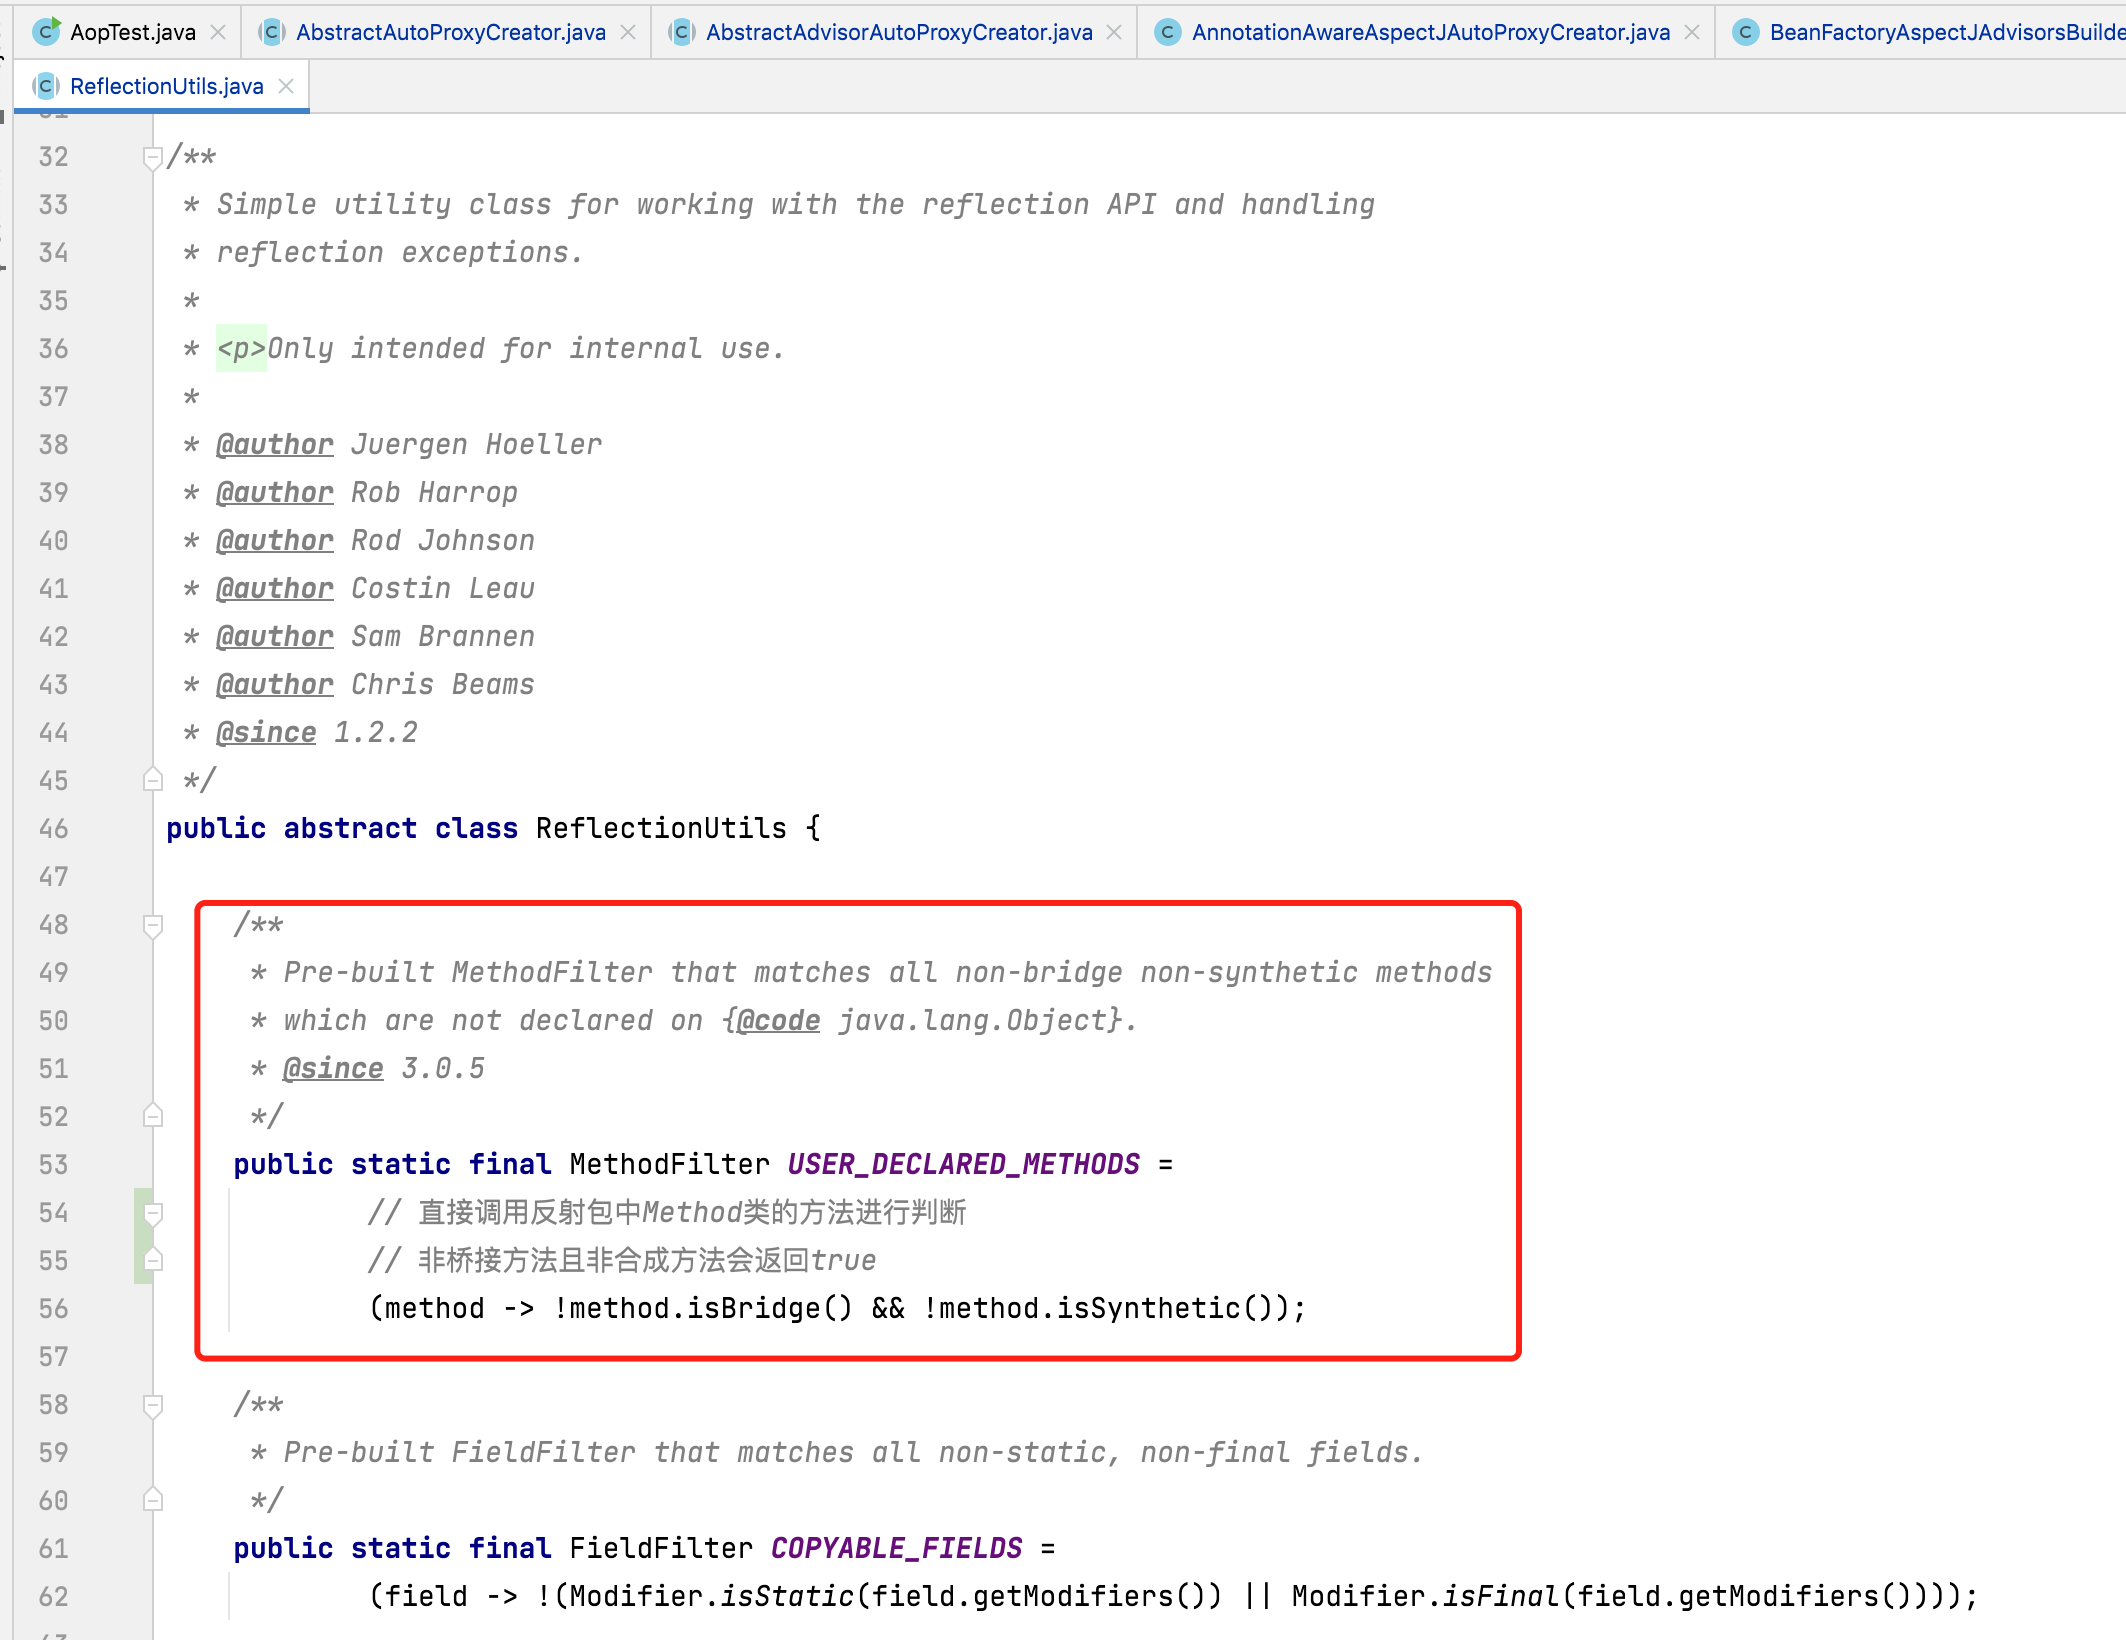 AopTest.java AbstractAutoProxyCreator.java AbstractAdvisorAutoProxyCreator.java AnnotationAwareAspectJAutoProxyCreator.java
ReflectionUtils.java
32 /**
33 * Simple utility class for working with the reflection API and handling
34 * reflection exceptions.
35 *
36 * <p>Only intended for internal use.
37 *
38 * @author Juergen Hoeller
39 * @author Rob Harrop
40 * @author Rod Johnson
41 * @author Costin Leau
42 * @author Sam Brannen
43 * @author Chris Beams
44 * @since 1.2.2
45 */
46 public abstract class ReflectionUtils {
47
48 /**
49 * Pre-built MethodFilter that matches all non-bridge non-synthetic methods
50 * which are not declared on {@code java.lang.Object}.
51 * @since 3.0.5
52 */
53 public static final MethodFilter USER_DECLARED_METHODS =
54 // 直接调用反射包中Method类的方法进行判断
55 // 非桥接方法且非合成方法会返回true
56 (method -> !method.isBridge() && !method.isSynthetic());
57
58 /**
59 * Pre-built FieldFilter that matches all non-static, non-final fields.
60 */
61 public static final FieldFilter COPYABLE_FIELDS =
62 (field -> !(Modifier.isStatic(field.getModifiers()) || Modifier.isFinal(field.getModifiers())));